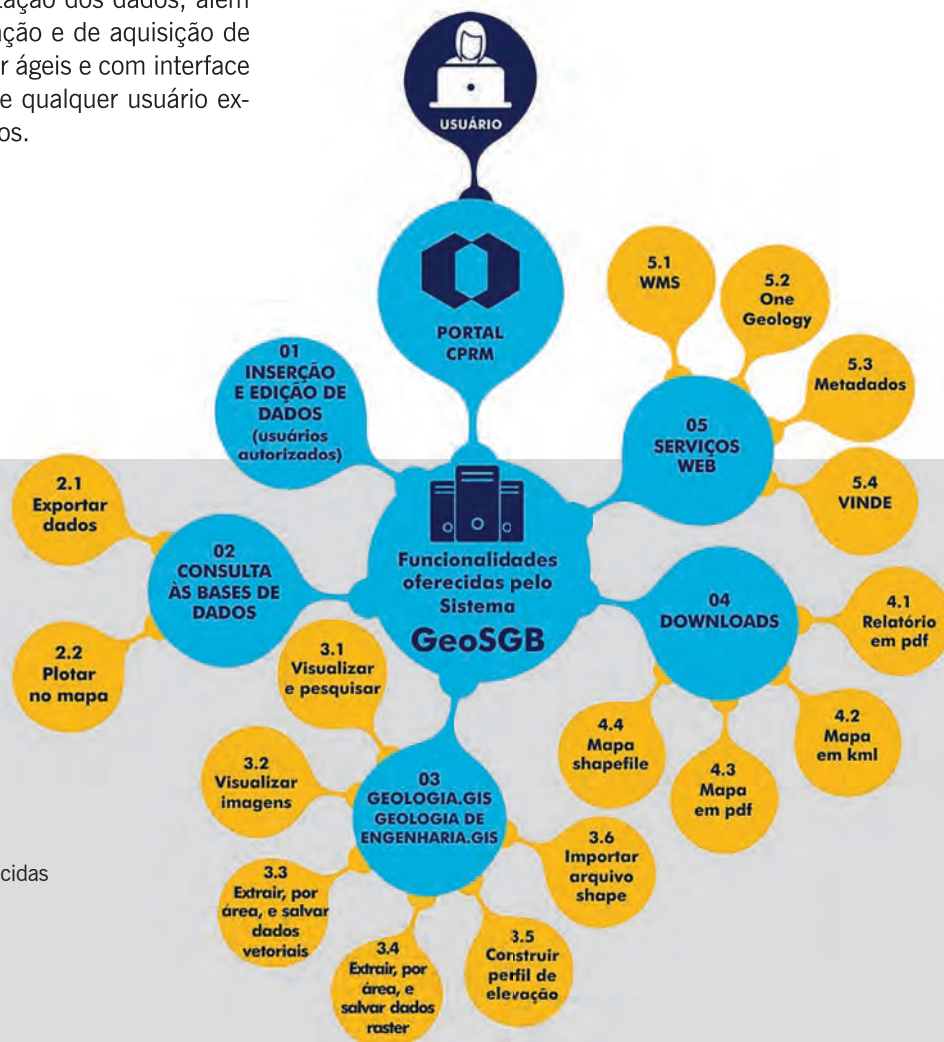 tação dos dados, além
ção e de aquisição de
r ágeis e com interface
e qualquer usuário ex-
os.
USUÁRIO
PORTAL
CPRM
01
INSERÇÃO
E EDIÇÃO DE
DADOS
(usuários
autorizados)
Funcionalidades
oferecidas pelo
Sistema
GeoSGB
02
CONSULTA
ÀS BASES DE
DADOS
2.1
Exportar
dados
2.2
Plotar
no mapa
03
GEOLOGIA.GIS
GEOLOGIA DE
ENGENHARIA.GIS
3.1
Visualizar
e pesquisar
3.2
Visualizar
imagens
3.3
Extrair, por
área, e salvar
dados
vetoriais
3.4
Extrair, por
área, e
salvar dados
raster
3.5
Construir
perfil de
elevação
3.6
Importar
arquivo
shape
04
DOWNLOADS
4.1
Relatório
em pdf
4.2
Mapa
em kml
4.3
Mapa
em pdf
4.4
Mapa
shapefile
05
SERVIÇOS
WEB
5.1
WMS
5.2
One
Geology
5.3
Metadados
5.4
VINDE
cidas